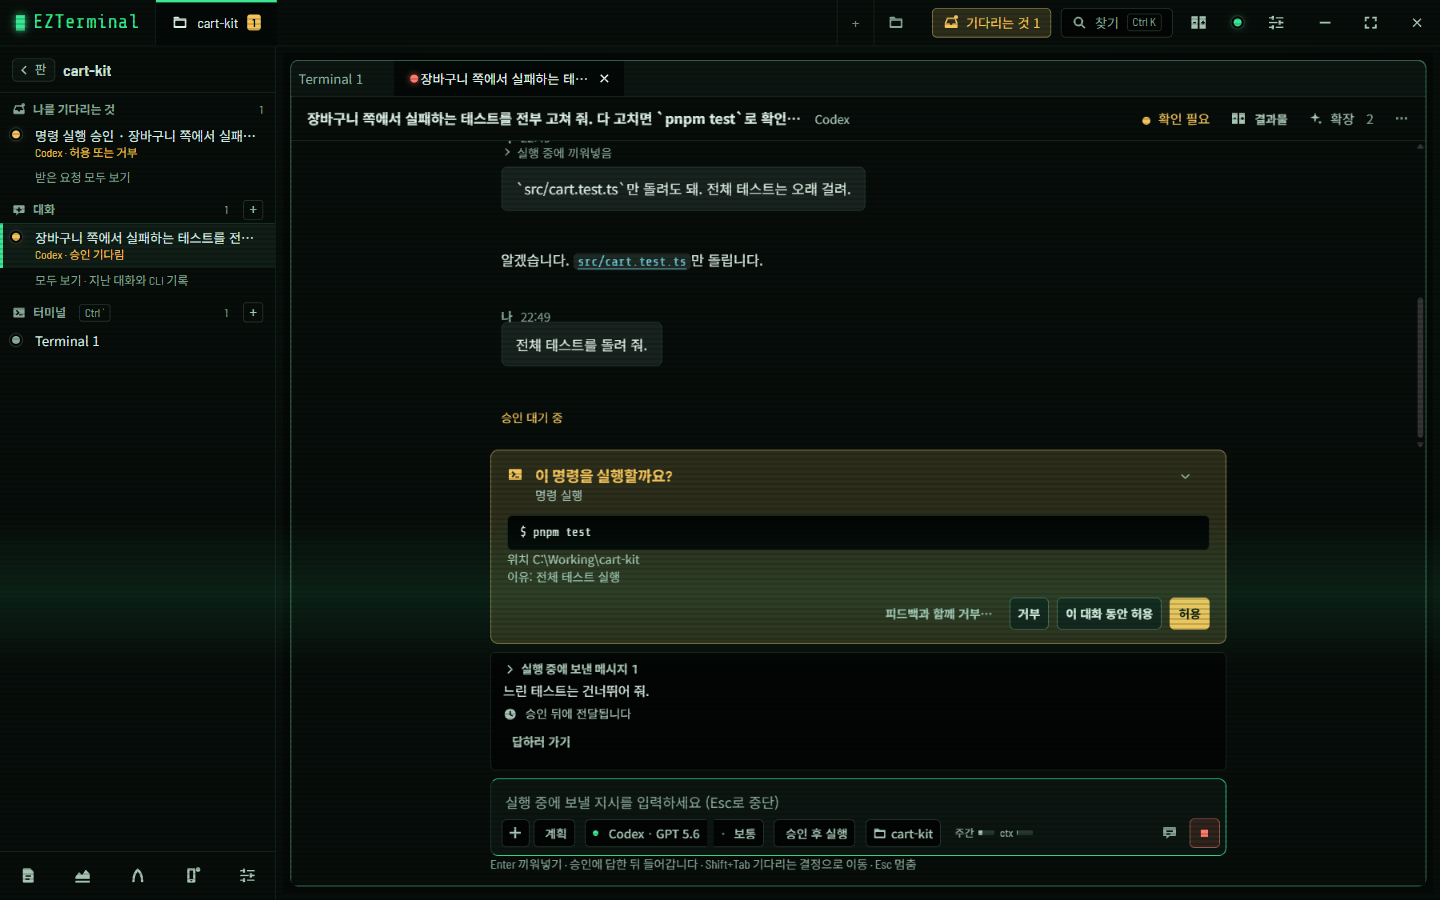 EZTerminal
cart-kit 1
+
기다리는 것 1
찾기 Ctrl K
판 cart-kit
나를 기다리는 것 1
명령 실행 승인 · 장바구니 쪽에서 실패…
Codex · 허용 또는 거부
받은 요청 모두 보기
대화 1 +
장바구니 쪽에서 실패하는 테스트를 전…
Codex · 승인 기다림
모두 보기 · 지난 대화와 CLI 기록
터미널 Ctrl ` 1 +
Terminal 1
Terminal 1
장바구니 쪽에서 실패하는 테…
장바구니 쪽에서 실패하는 테스트를 전부 고쳐 줘. 다 고치면 `pnpm test`로 확인… Codex
확인 필요
결과물
확장 2
실행 중에 끼워넣음
`src/cart.test.ts`만 돌려도 돼. 전체 테스트는 오래 걸려.
알겠습니다. src/cart.test.ts만 돌립니다.
나 22:49
전체 테스트를 돌려 줘.
승인 대기 중
이 명령을 실행할까요?
명령 실행
$ pnpm test
위치 C:\Working\cart-kit
이유: 전체 테스트 실행
피드백과 함께 거부… 거부 이 대화 동안 허용 허용
실행 중에 보낸 메시지 1
느린 테스트는 건너뛰어 줘.
승인 뒤에 전달됩니다
답하러 가기
실행 중에 보낼 지시를 입력하세요 (Esc로 중단)
+ 계획 Codex · GPT 5.6 · 보통 승인 후 실행 cart-kit 주간 ctx
Enter 끼워넣기 · 승인에 답한 뒤 들어갑니다 · Shift+Tab 기다리는 결정으로 이동 · Esc 멈춤